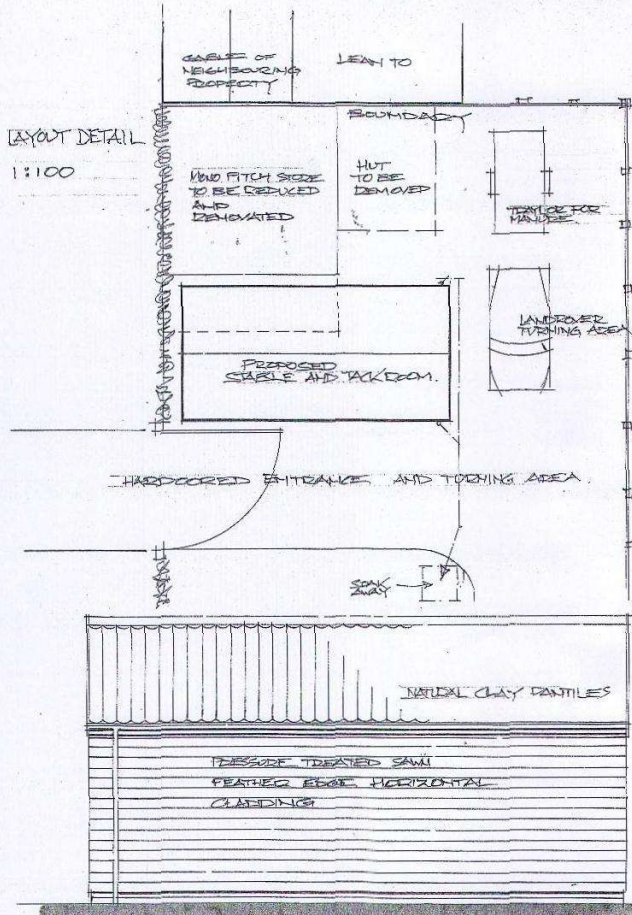 GABLE OF
NEIGHBOURING
PROPERTY
LEAN TO
LAYOUT DETAIL
1:100
BOUNDARY
MONO PITCH STORE
TO BE REDUCED
AND
RENOVATED
HUT
TO BE
REMOVED
TRAYLOR FOR
MANURE
LANDROVER
TURNING AREA
PROPOSED
STABLE AND TACK ROOM.
HARDCORED ENTRANCE AND TURNING AREA.
SOAK
AWAY
NATURAL CLAY PANTILES
PRESSURE TREATED SAWN
FEATHER EDGE HORIZONTAL
CLADDING